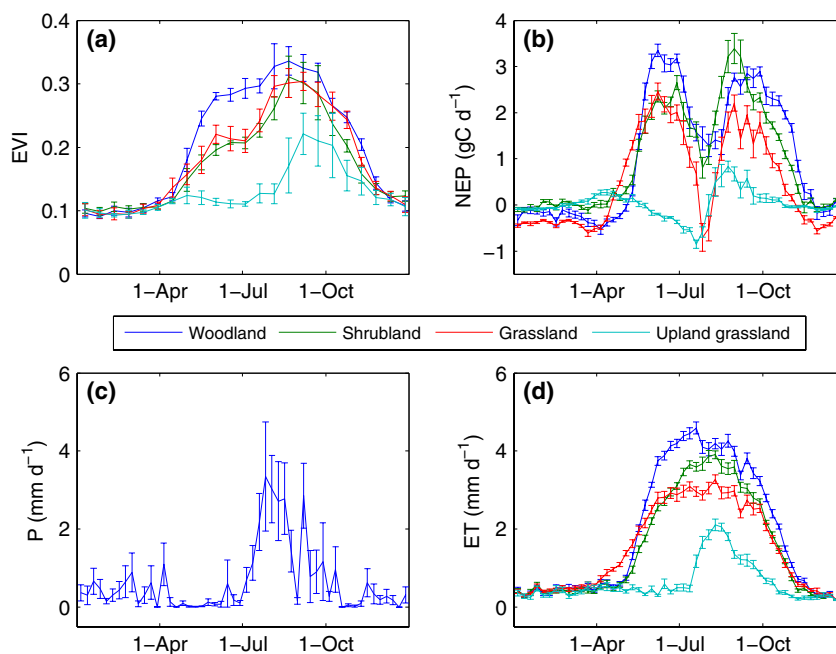 (a)
EVI
0.4
0.3
0.2
0.1
0
1–Apr 1–Jul 1–Oct
(b)
NEP (gC d⁻¹)
4
3
2
1
0
−1
1–Apr 1–Jul 1–Oct
Woodland Shrubland Grassland Upland grassland
(c)
P (mm d⁻¹)
6
4
2
0
1–Apr 1–Jul 1–Oct
(d)
ET (mm d⁻¹)
6
4
2
0
1–Apr 1–Jul 1–Oct